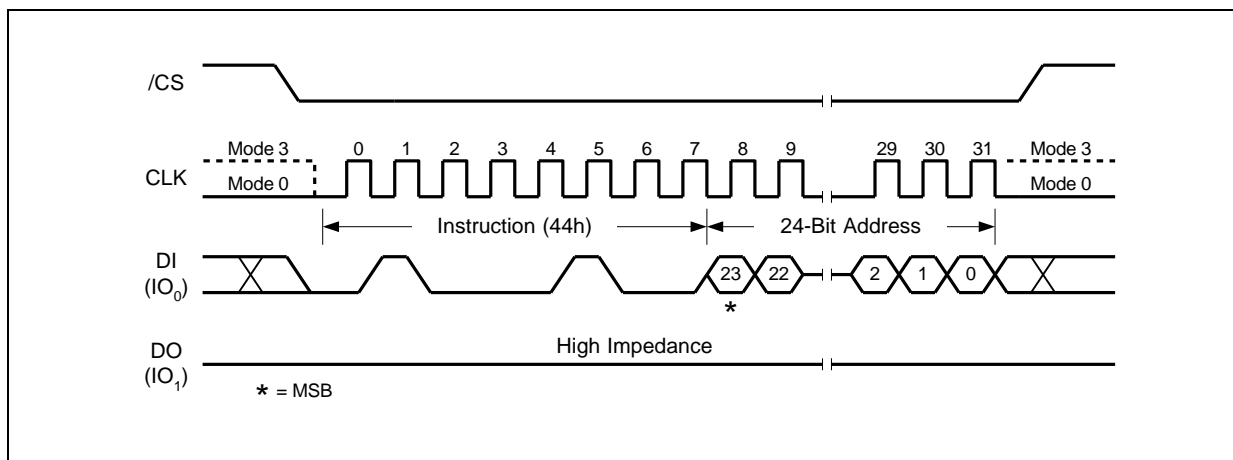 /CS
Mode 3
0 1 2 3 4 5 6 7 8 9 29 30 31
Mode 3
CLK
Mode 0
Mode 0
Instruction (44h)
24-Bit Address
DI
(IO₀)
23 22 2 1 0
*
DO
(IO₁)
High Impedance
* = MSB